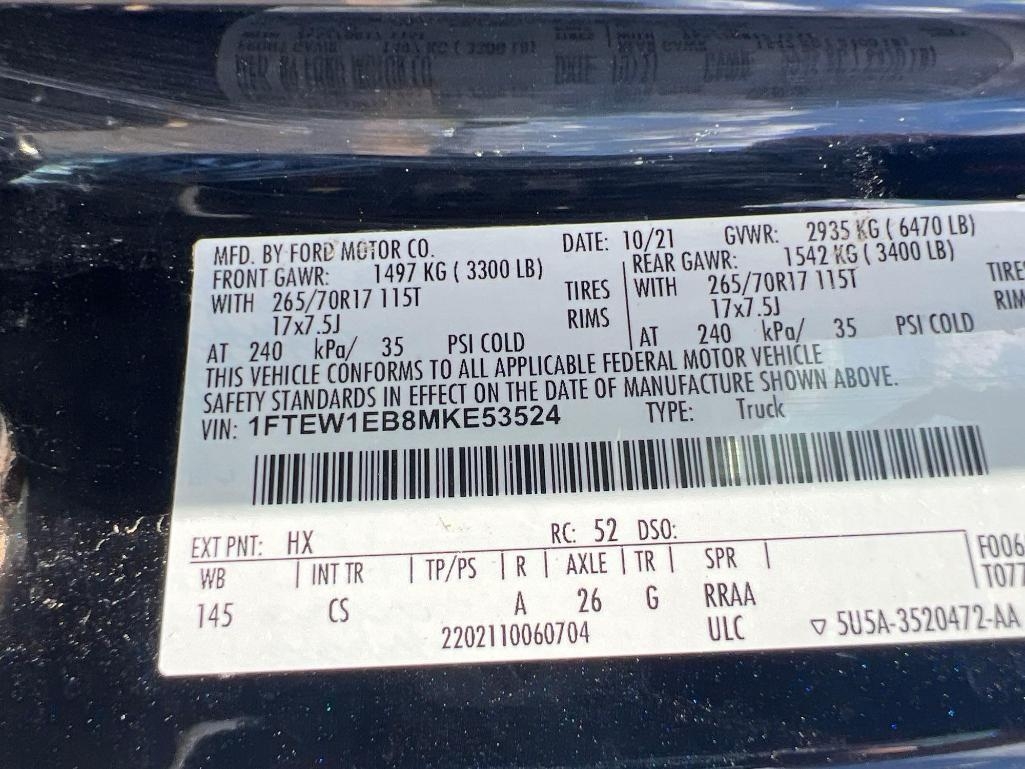 MFD. BY FORD MOTOR CO. DATE: 10/21 GVWR: 2935 KG ( 6470 LB)
FRONT GAWR: 1497 KG ( 3300 LB) REAR GAWR: 1542 KG ( 3400 LB)
WITH 265/70R17 115T TIRES WITH 265/70R17 115T TIRE
17x7.5J RIMS 17x7.5J RIM
AT 240 kPa/ 35 PSI COLD AT 240 kPa/ 35 PSI COLD
THIS VEHICLE CONFORMS TO ALL APPLICABLE FEDERAL MOTOR VEHICLE
SAFETY STANDARDS IN EFFECT ON THE DATE OF MANUFACTURE SHOWN ABOVE.
VIN: 1FTEW1EB8MKE53524 TYPE: Truck
EXT PNT: HX RC: 52 DSO: F006
WB INT TR TP/PS R AXLE TR SPR T077
145 CS A 26 G RRAA
2202110060704 ULC ▽ 5U5A-3520472-AA